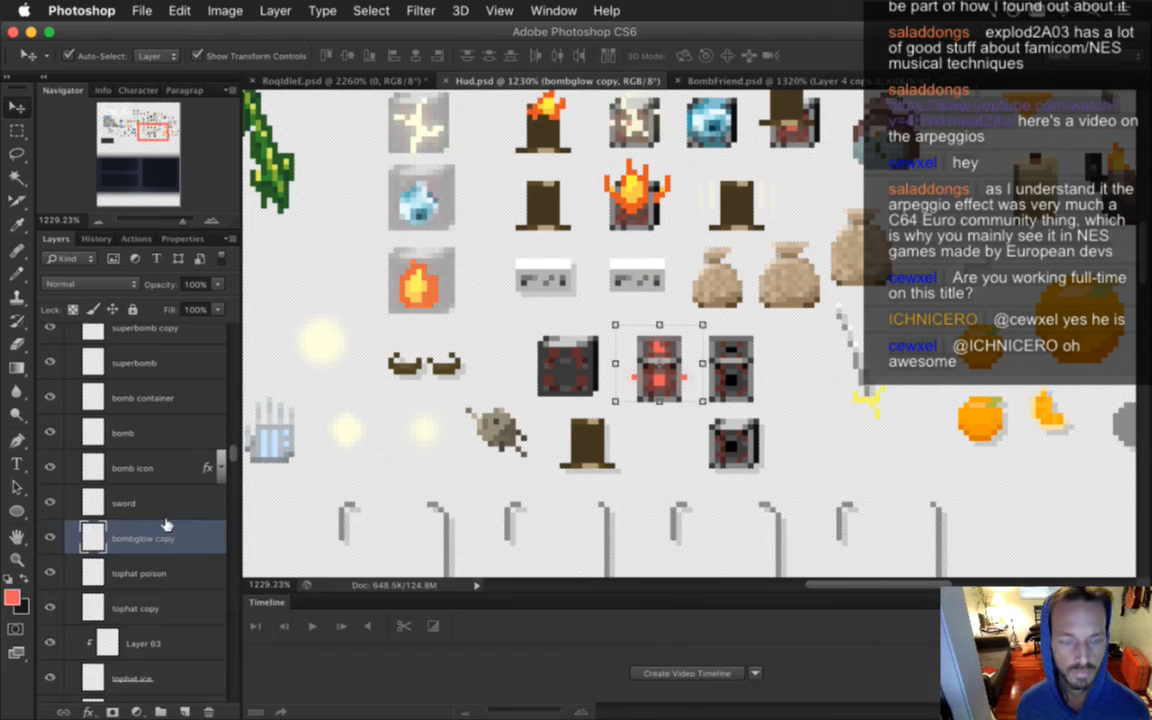 Photoshop File Edit Image Layer Type Select Filter 3D View Window Help
Adobe Photoshop CS6
Auto-Select: Layer Show Transform Controls 3D Mode:
Navigator Info Character Paragraph
RoqIdleE.psd @ 2260% (0, RGB/8*) *
Hud.psd @ 1230% (bombglow copy, RGB/8*)
BombFriend.psd @ 1320% (Layer 4 cop
1229.23%
Layers History Actions Properties
Kind
Normal Opacity: 100%
Lock: Fill: 100%
superbomb copy
superbomb
bomb container
bomb
bomb icon fx
sword
bombglow copy
tophat poison
tophat copy
Layer 63
tophat ice
fx
1229.23% Doc: 648.5K/124.8M
Timeline
Create Video Timeline
be part of how I found out about it
saladdongs explod2A03 has a lot
of good stuff about famicom/NES
musical techniques
saladdongs
here's a video on
the arpeggios
cewxel hey
saladdongs as I understand it the
arpeggio effect was very much a
C64 Euro community thing, which
is why you mainly see it in NES
games made by European devs
cewxel Are you working full-time
on this title?
ICHNICERO @cewxel yes he is
cewxel @ICHNICERO oh
awesome